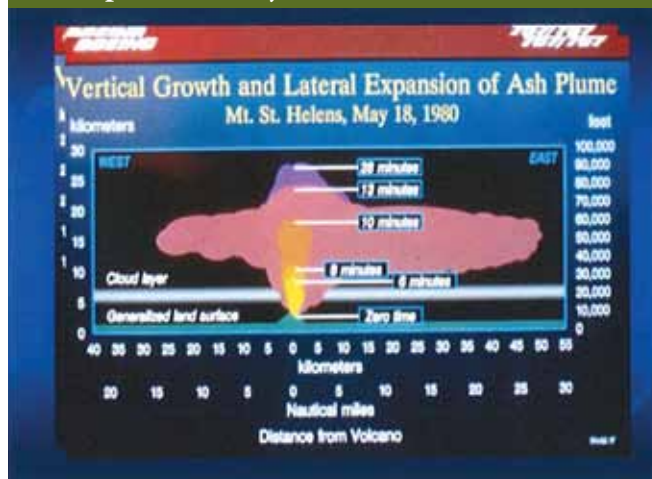 BOEING
Vertical Growth and Lateral Expansion of Ash Plume
Mt. St. Helens, May 18, 1980
kilometers
feet
30
25
20
15
10
5
0
WEST
EAST
100,000
90,000
80,000
70,000
60,000
50,000
40,000
30,000
20,000
10,000
0
28 minutes
13 minutes
10 minutes
8 minutes
6 minutes
Cloud layer
Generalized land surface
Zero time
40 35 30 25 20 15 10 5 0 5 10 15 20 25 30 35 40 45 50 55
kilometers
20 15 10 5 0 5 10 15 20 25 30
Nautical miles
Distance from Volcano